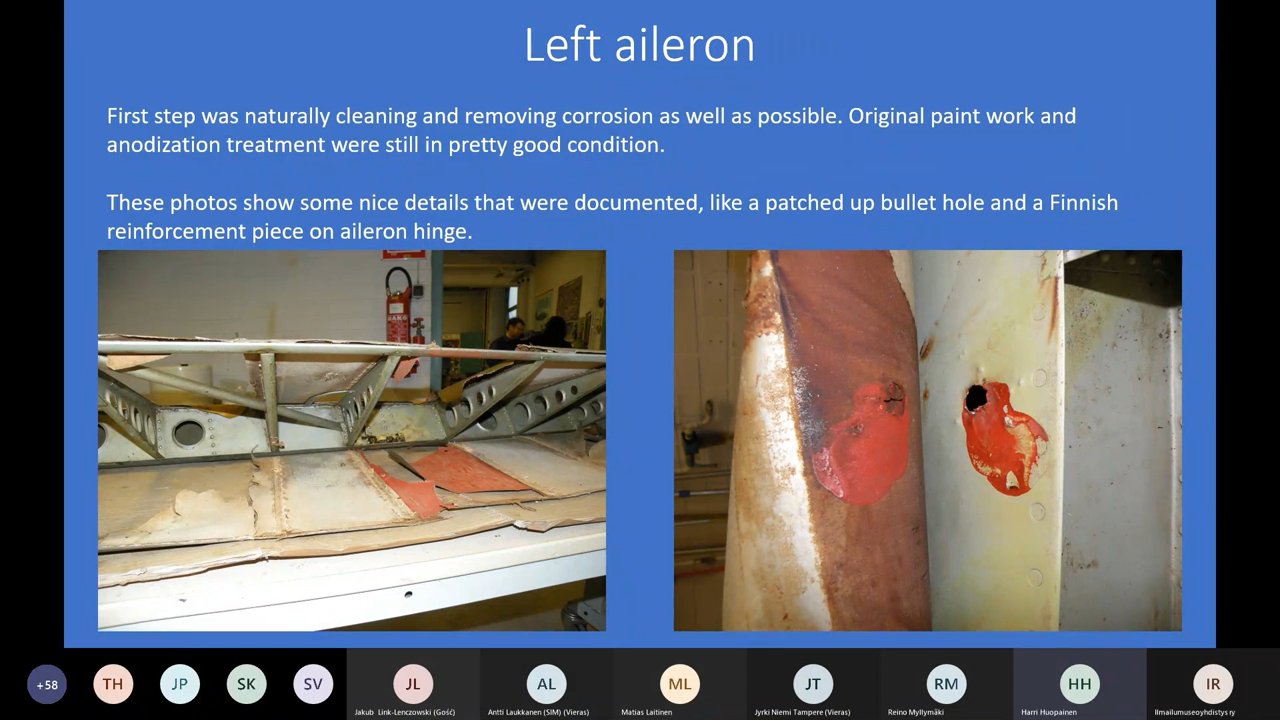 Left aileron
First step was naturally cleaning and removing corrosion as well as possible. Original paint work and
anodization treatment were still in pretty good condition.
These photos show some nice details that were documented, like a patched up bullet hole and a Finnish
reinforcement piece on aileron hinge.
+58
TH
JP
SK
SV
JL
AL
ML
JT
RM
HH
IR
Jakub Link-Lenczowski (Gość)
Antti Laukkanen (SIM) (Vieras)
Matias Laitinen
Jyrki Niemi Tampere (Vieras)
Reino Myllymäki
Harri Huopainen
Ilmailumuseoyhdistys ry